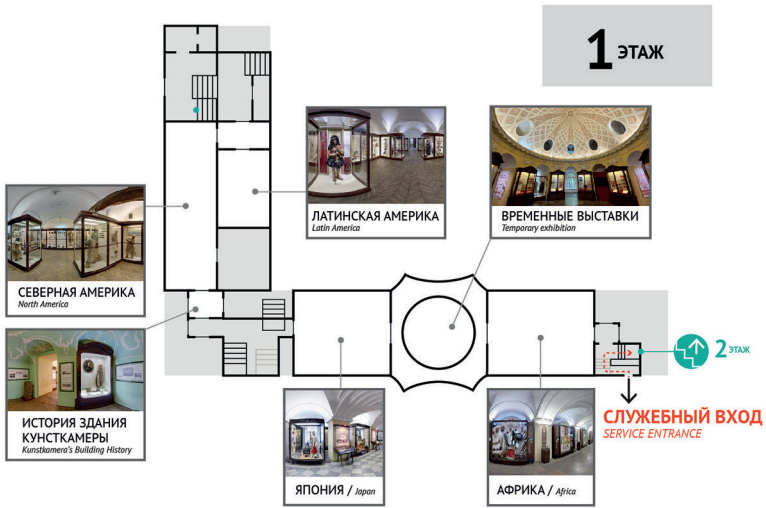 1 ЭТАЖ
ЛАТИНСКАЯ АМЕРИКА
Latin America
ВРЕМЕННЫЕ ВЫСТАВКИ
Temporary exhibition
СЕВЕРНАЯ АМЕРИКА
North America
ИСТОРИЯ ЗДАНИЯ
КУНСТКАМЕРЫ
Kunstkamera's Building History
2 ЭТАЖ
СЛУЖЕБНЫЙ ВХОД
SERVICE ENTRANCE
ЯПОНИЯ / Japan
АФРИКА / Africa